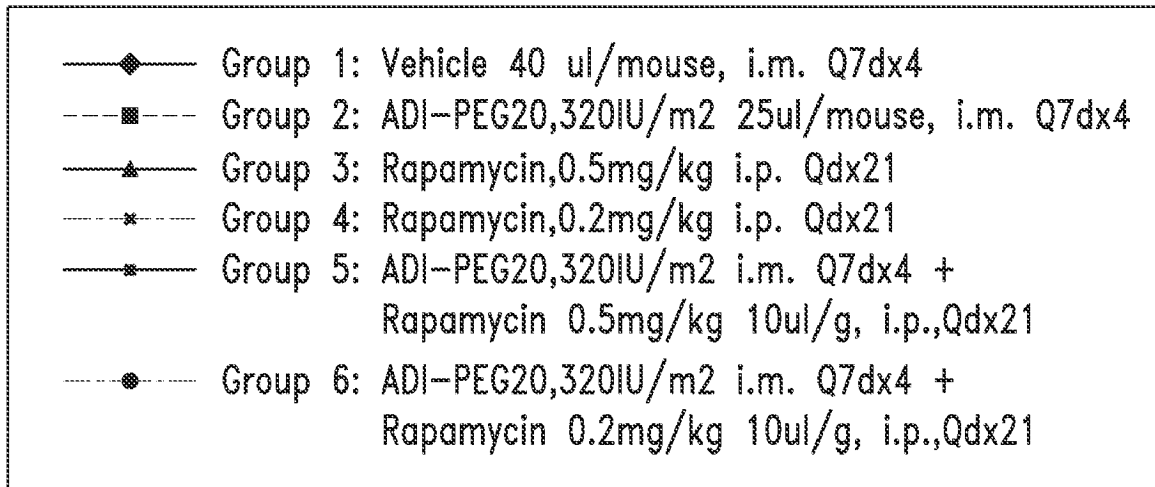 Group 1: Vehicle 40 ul/mouse, i.m. Q7dx4
Group 2: ADI-PEG20,320IU/m2 25ul/mouse, i.m. Q7dx4
Group 3: Rapamycin,0.5mg/kg i.p. Qdx21
Group 4: Rapamycin,0.2mg/kg i.p. Qdx21
Group 5: ADI-PEG20,320IU/m2 i.m. Q7dx4 +
Rapamycin 0.5mg/kg 10ul/g, i.p.,Qdx21
Group 6: ADI-PEG20,320IU/m2 i.m. Q7dx4 +
Rapamycin 0.2mg/kg 10ul/g, i.p.,Qdx21